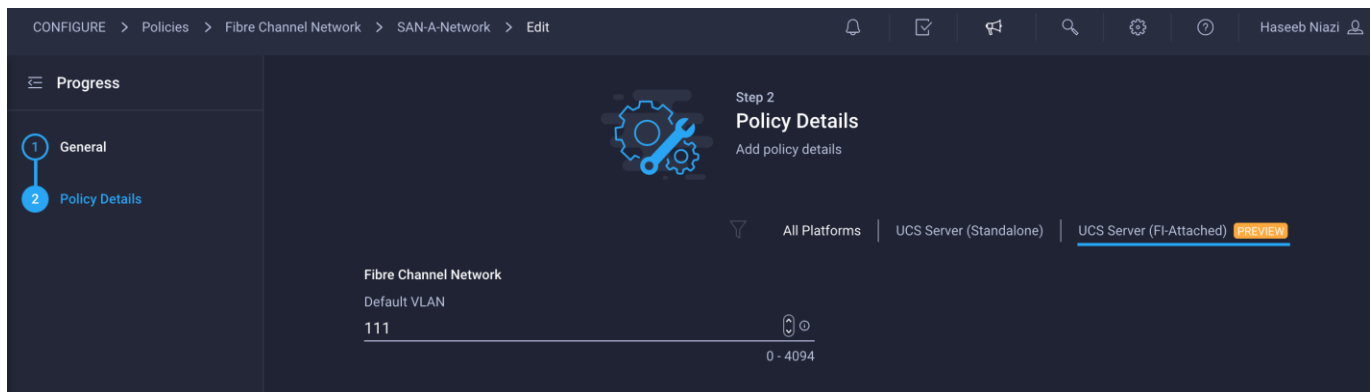 CONFIGURE > Policies > Fibre Channel Network > SAN-A-Network > Edit
Haseeb Niazi
Progress
1 General
2 Policy Details
Step 2
Policy Details
Add policy details
All Platforms | UCS Server (Standalone) | UCS Server (FI-Attached) PREVIEW
Fibre Channel Network
Default VLAN
111
0 - 4094